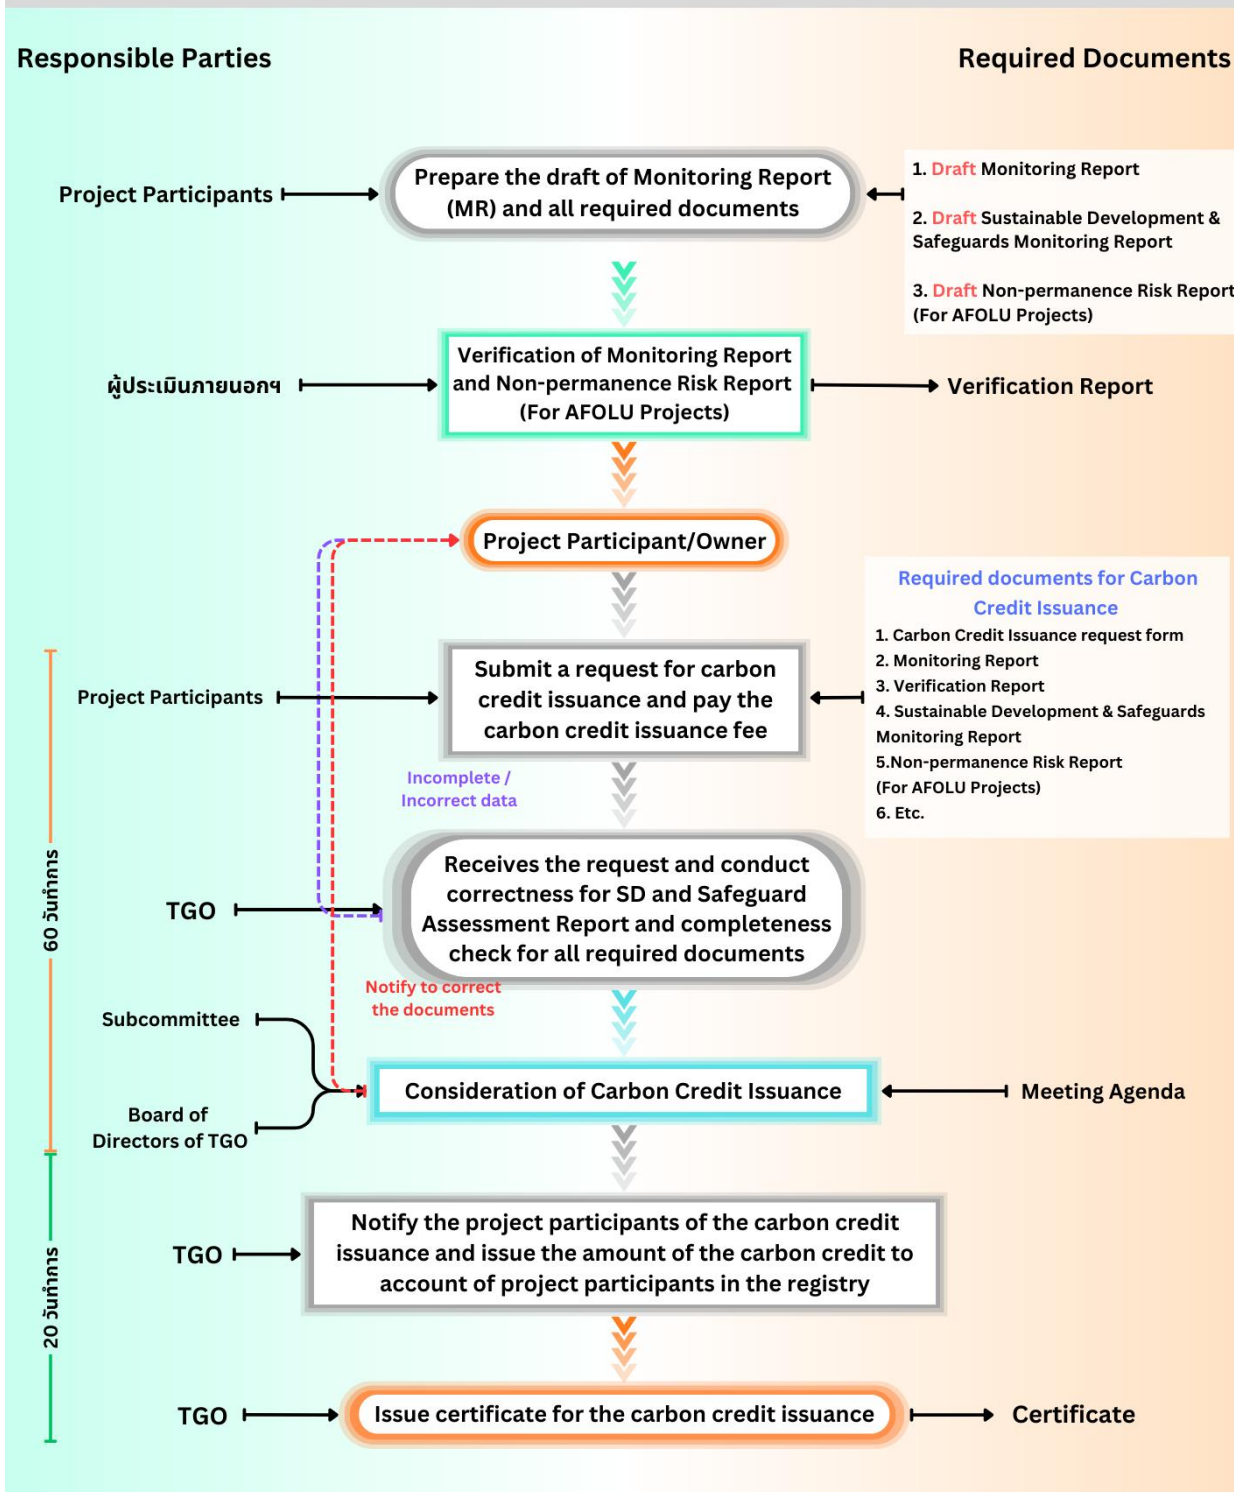 Responsible Parties
Required Documents
Project Participants
Prepare the draft of Monitoring Report
(MR) and all required documents
1. Draft Monitoring Report
2. Draft Sustainable Development &
Safeguards Monitoring Report
3. Draft Non-permanence Risk Report
(For AFOLU Projects)
ผู้ประเมินภายนอกฯ
Verification of Monitoring Report
and Non-permanence Risk Report
(For AFOLU Projects)
Verification Report
Project Participant/Owner
Project Participants
Submit a request for carbon
credit issuance and pay the
carbon credit issuance fee
Required documents for Carbon
Credit Issuance
1. Carbon Credit Issuance request form
2. Monitoring Report
3. Verification Report
4. Sustainable Development & Safeguards
Monitoring Report
5.Non-permanence Risk Report
(For AFOLU Projects)
6. Etc.
Incomplete /
Incorrect data
60 วันทำการ
TGO
Receives the request and conduct
correctness for SD and Safeguard
Assessment Report and completeness
check for all required documents
Notify to correct
the documents
Subcommittee
Board of
Directors of TGO
Consideration of Carbon Credit Issuance
Meeting Agenda
20 วันทำการ
TGO
Notify the project participants of the carbon credit
issuance and issue the amount of the carbon credit to
account of project participants in the registry
TGO
Issue certificate for the carbon credit issuance
Certificate